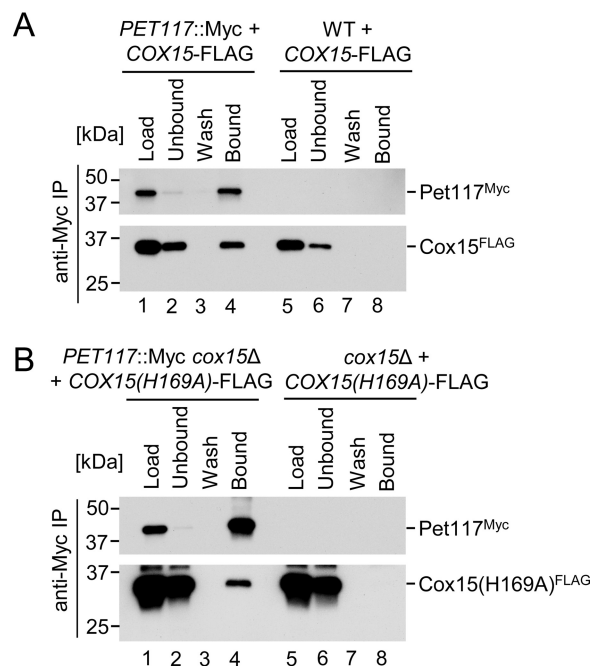 A
PET117::Myc +
COX15-FLAG
WT +
COX15-FLAG
[kDa]
Load
Unbound
Wash
Bound
Load
Unbound
Wash
Bound
anti-Myc IP
50
37
Pet117Myc
37
25
Cox15FLAG
1 2 3 4 5 6 7 8
B
PET117::Myc cox15Δ
+ COX15(H169A)-FLAG
cox15Δ +
COX15(H169A)-FLAG
[kDa]
Load
Unbound
Wash
Bound
Load
Unbound
Wash
Bound
anti-Myc IP
50
37
Pet117Myc
37
25
Cox15(H169A)FLAG
1 2 3 4 5 6 7 8